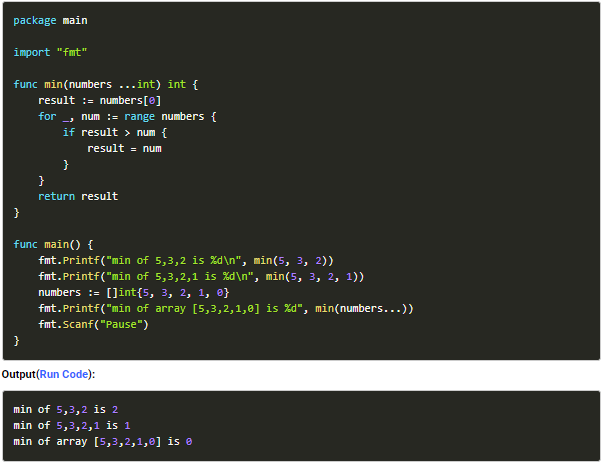 package main
import "fmt"
func min(numbers ...int) int {
    result := numbers[0]
    for _, num := range numbers {
        if result > num {
            result = num
        }
    }
    return result
}
func main() {
    fmt.Printf("min of 5,3,2 is %d\n", min(5, 3, 2))
    fmt.Printf("min of 5,3,2,1 is %d\n", min(5, 3, 2, 1))
    numbers := []int{5, 3, 2, 1, 0}
    fmt.Printf("min of array [5,3,2,1,0] is %d", min(numbers...))
    fmt.Scanf("Pause")
}
Output(Run Code):
min of 5,3,2 is 2
min of 5,3,2,1 is 1
min of array [5,3,2,1,0] is 0